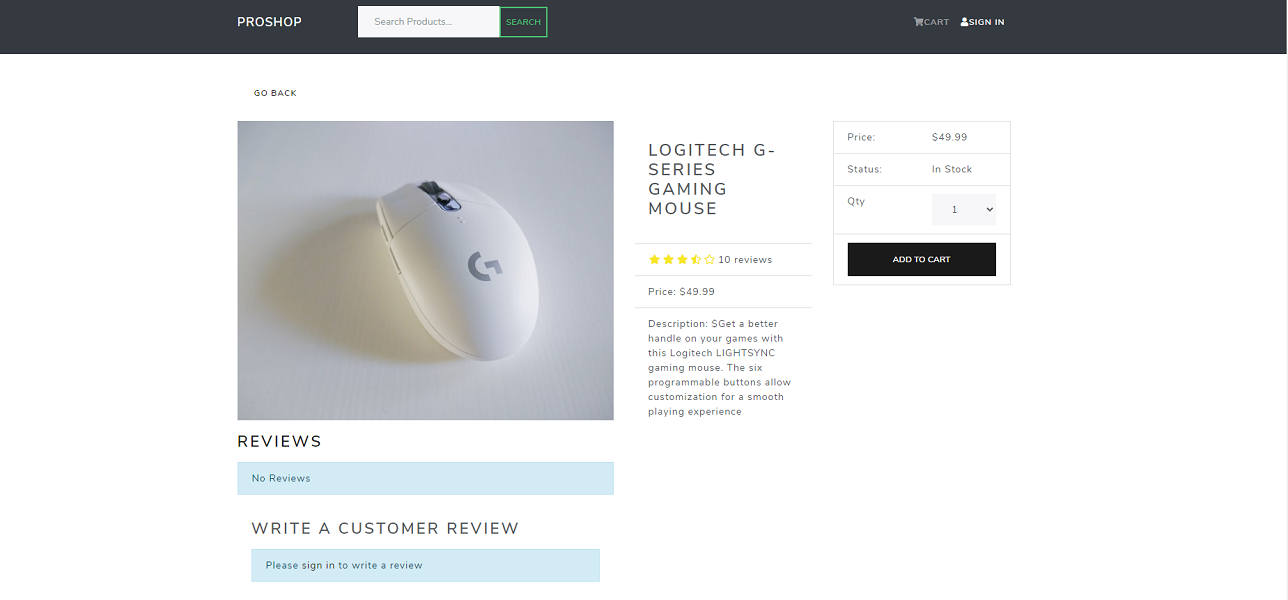 PROSHOP
Search Products...
SEARCH
CART
SIGN IN
GO BACK
LOGITECH G-
SERIES
GAMING
MOUSE
10 reviews
Price: $49.99
Description: $Get a better
handle on your games with
this Logitech LIGHTSYNC
gaming mouse. The six
programmable buttons allow
customization for a smooth
playing experience
Price: $49.99
Status: In Stock
Qty 1
ADD TO CART
G
REVIEWS
No Reviews
WRITE A CUSTOMER REVIEW
Please sign in to write a review